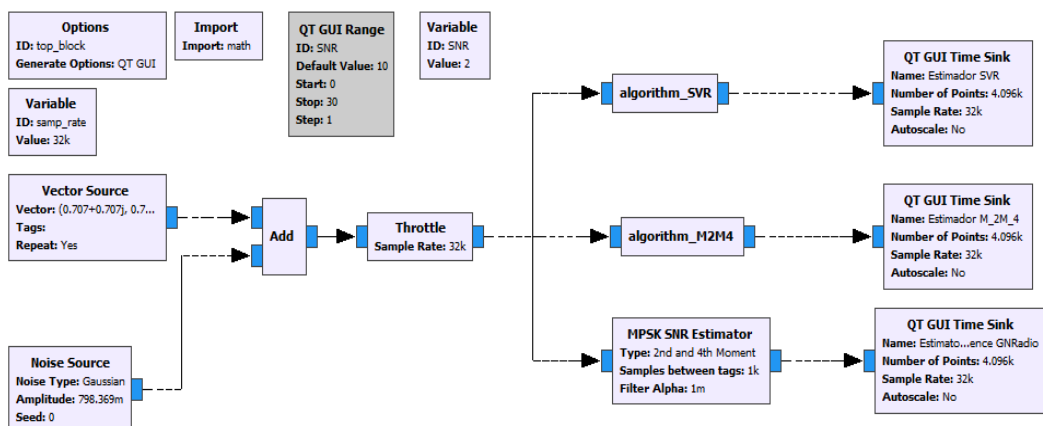 Options
ID: top_block
Generate Options: QT GUI
Import
Import: math
QT GUI Range
ID: SNR
Default Value: 10
Start: 0
Stop: 30
Step: 1
Variable
ID: SNR
Value: 2
Variable
ID: samp_rate
Value: 32k
Vector Source
Vector: (0.707+0.707j, 0.7...
Tags:
Repeat: Yes
Noise Source
Noise Type: Gaussian
Amplitude: 798.369m
Seed: 0
Add
Throttle
Sample Rate: 32k
algorithm_SVR
algorithm_M2M4
MPSK SNR Estimator
Type: 2nd and 4th Moment
Samples between tags: 1k
Filter Alpha: 1m
QT GUI Time Sink
Name: Estimador SVR
Number of Points: 4.096k
Sample Rate: 32k
Autoscale: No
QT GUI Time Sink
Name: Estimador M_2M_4
Number of Points: 4.096k
Sample Rate: 32k
Autoscale: No
QT GUI Time Sink
Name: Estimato...ence GNRadio
Number of Points: 4.096k
Sample Rate: 32k
Autoscale: No